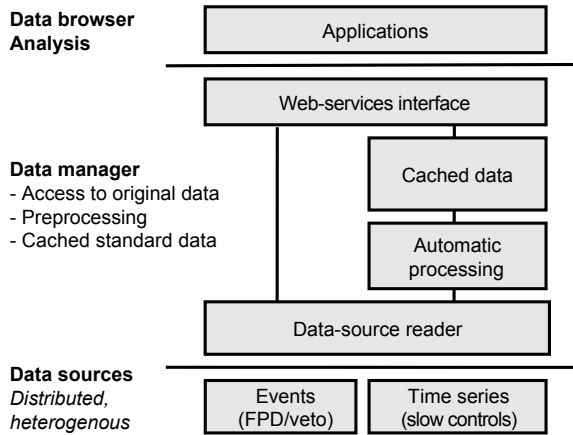 Data browser
Analysis
Applications
Web-services interface
Data manager
- Access to original data
- Preprocessing
- Cached standard data
Cached data
Automatic
processing
Data-source reader
Data sources
Distributed,
heterogenous
Events
(FPD/veto)
Time series
(slow controls)